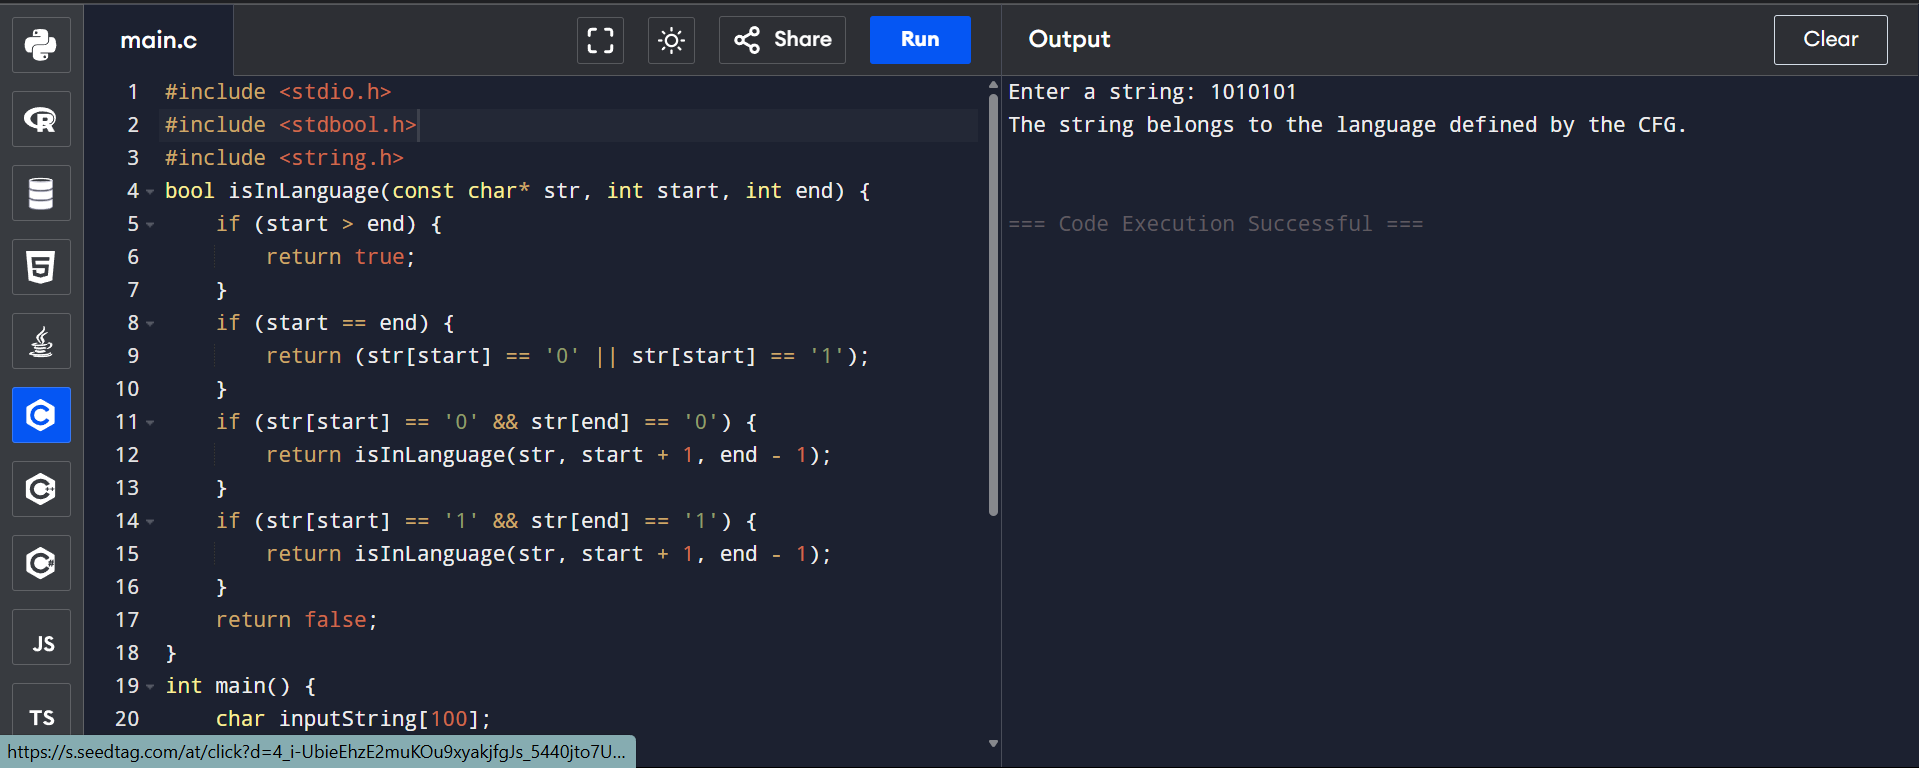 main.c
Share
Run
Output
Clear
1 #include <stdio.h>
2 #include <stdbool.h>
3 #include <string.h>
4 bool isInLanguage(const char* str, int start, int end) {
5     if (start > end) {
6         return true;
7     }
8     if (start == end) {
9         return (str[start] == '0' || str[start] == '1');
10     }
11     if (str[start] == '0' && str[end] == '0') {
12         return isInLanguage(str, start + 1, end - 1);
13     }
14     if (str[start] == '1' && str[end] == '1') {
15         return isInLanguage(str, start + 1, end - 1);
16     }
17     return false;
18 }
19 int main() {
20     char inputString[100];
Enter a string: 1010101
The string belongs to the language defined by the CFG.
=== Code Execution Successful ===
R
5
C
C++
C#
JS
TS
https://s.seedtag.com/at/click?d=4_i-UbieEhzE2muKOu9xyakjfgJs_5440jto7U...